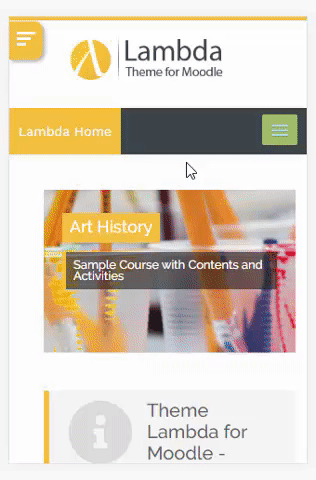 Lambda
Theme for Moodle
Lambda Home
Art History
Sample Course with Contents and
Activities
Theme
Lambda for
Moodle -